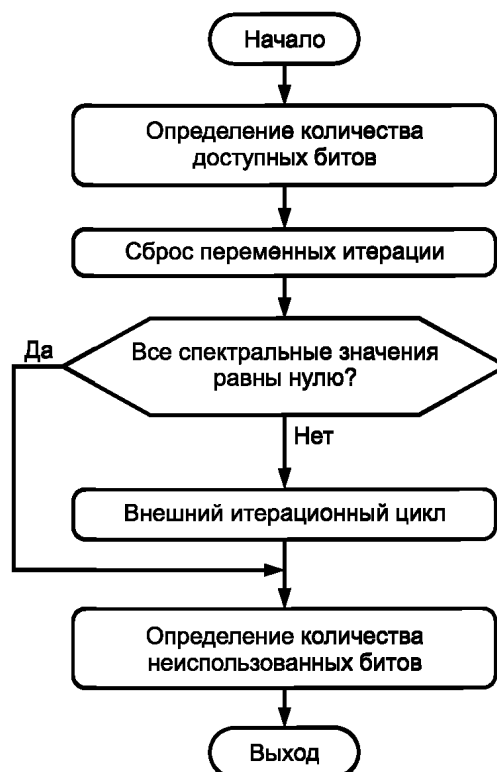 Начало
Определение количества
доступных битов
Сброс переменных итерации
Да
Все спектральные значения
равны нулю?
Нет
Внешний итерационный цикл
Определение количества
неиспользованных битов
Выход